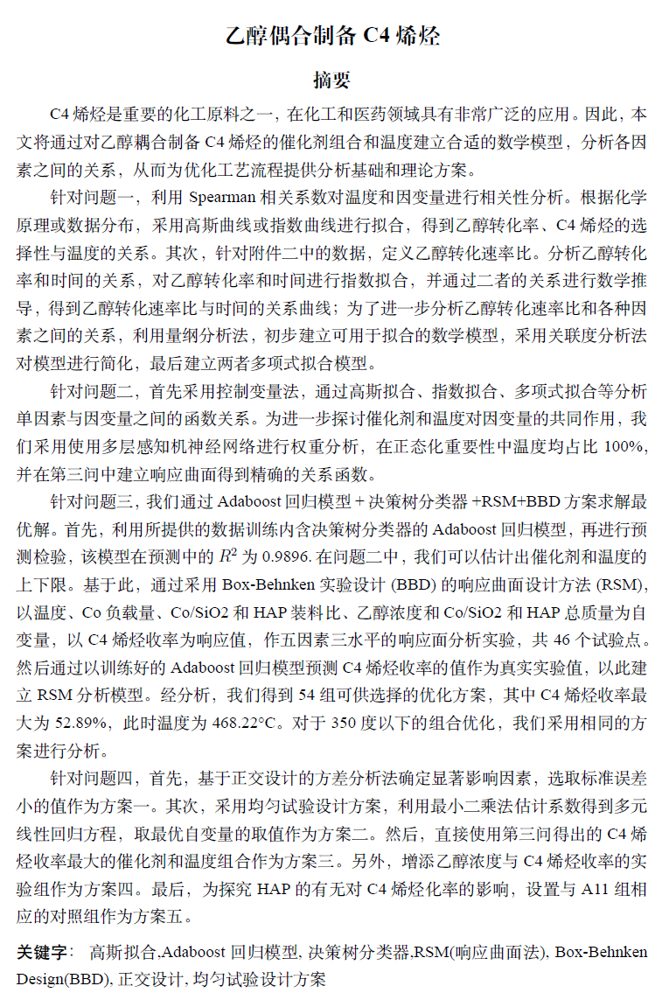 乙醇偶合制备 C4 烯烃
摘要
C4 烯烃是重要的化工原料之一，在化工和医药领域具有非常广泛的应用。因此，本
文将通过对乙醇耦合制备 C4 烯烃的催化剂组合和温度建立合适的数学模型，分析各因
素之间的关系，从而为优化工艺流程提供分析基础和理论方案。
针对问题一，利用 Spearman 相关系数对温度和因变量进行相关性分析。根据化学
原理或数据分布，采用高斯曲线或指数曲线进行拟合，得到乙醇转化率、C4 烯烃的选
择性与温度的关系。其次，针对附件二中的数据，定义乙醇转化速率比。分析乙醇转化
率和时间的关系，对乙醇转化率和时间进行指数拟合，并通过二者的关系进行数学推
导，得到乙醇转化速率比与时间的关系曲线；为了进一步分析乙醇转化速率比和各种因
素之间的关系，利用量纲分析法，初步建立可用于拟合的数学模型，采用关联度分析法
对模型进行简化，最后建立两者多项式拟合模型。
针对问题二，首先采用控制变量法，通过高斯拟合、指数拟合、多项式拟合等分析
单因素与因变量之间的函数关系。为进一步探讨催化剂和温度对因变量的共同作用，我
们采用使用多层感知机神经网络进行权重分析，在正态化重要性中温度均占比 100%,
并在第三问中建立响应曲面得到精确的关系函数。
针对问题三，我们通过 Adaboost 回归模型 + 决策树分类器 +RSM+BBD 方案求解最
优解。首先，利用所提供的数据训练内含决策树分类器的 Adaboost 回归模型，再进行预
测检验，该模型在预测中的 R² 为 0.9896. 在问题二中，我们可以估计出催化剂和温度的
上下限。基于此，通过采用 Box-Behnken 实验设计 (BBD) 的响应曲面设计方法 (RSM),
以温度、Co 负载量、Co/SiO2 和 HAP 装料比、乙醇浓度和 Co/SiO2 和 HAP 总质量为自
变量，以 C4 烯烃收率为响应值，作五因素三水平的响应面分析实验，共 46 个试验点。
然后通过以训练好的 Adaboost 回归模型预测 C4 烯烃收率的值作为真实实验值，以此建
立 RSM 分析模型。经分析，我们得到 54 组可供选择的优化方案，其中 C4 烯烃收率最
大为 52.89%，此时温度为 468.22°C。对于 350 度以下的组合优化，我们采用相同的方
案进行分析。
针对问题四，首先，基于正交设计的方差分析法确定显著影响因素，选取标准误差
小的值作为方案一。其次，采用均匀试验设计方案，利用最小二乘法估计系数得到多元
线性回归方程，取最优自变量的取值作为方案二。然后，直接使用第三问得出的 C4 烯
烃收率最大的催化剂和温度组合作为方案三。另外，增添乙醇浓度与 C4 烯烃收率的实
验组作为方案四。最后，为探究 HAP 的有无对 C4 烯烃化率的影响，设置与 A11 组相
应的对照组作为方案五。
关键字： 高斯拟合,Adaboost 回归模型, 决策树分类器,RSM(响应曲面法), Box-Behnken
Design(BBD), 正交设计, 均匀试验设计方案